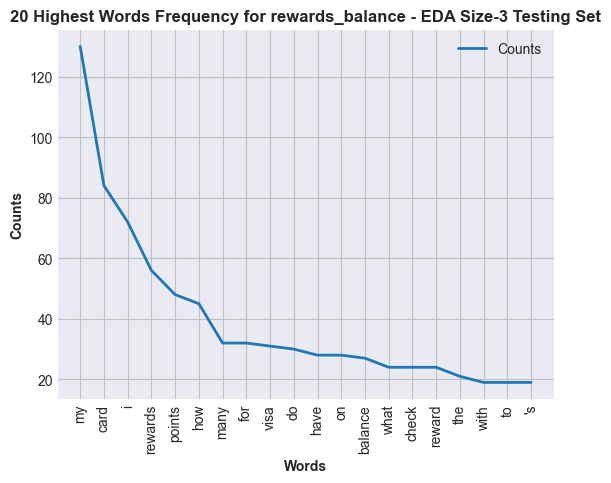 20 Highest Words Frequency for rewards_balance - EDA Size-3 Testing Set
Counts
120
100
80
60
40
20
Counts
my
card
i
rewards
points
how
many
for
visa
do
have
on
balance
what
check
reward
the
with
to
's
Words